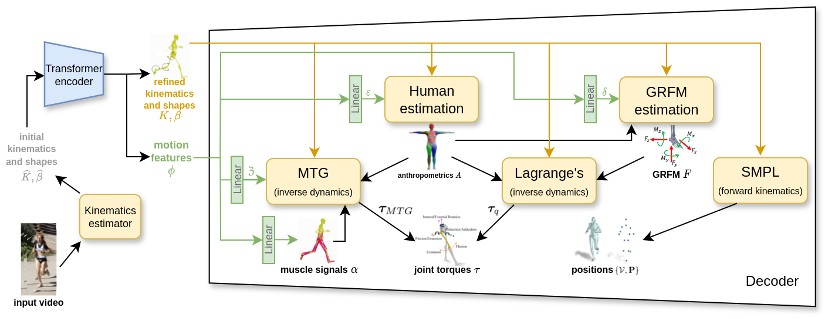 Transformer
encoder
refined
kinematics
and shapes
K, β
initial
kinematics
and shapes
K̂, β̂
motion
features
ϕ
Kinematics
estimator
input video
Linear
ε
Human
estimation
Linear
δ
GRFM
estimation
anthropometrics A
GRFM F
Linear
MTG
(inverse dynamics)
Lagrange's
(inverse dynamics)
SMPL
(forward kinematics)
Linear
muscle signals α
τMTG
τq
joint torques τ
positions {V, P}
Decoder